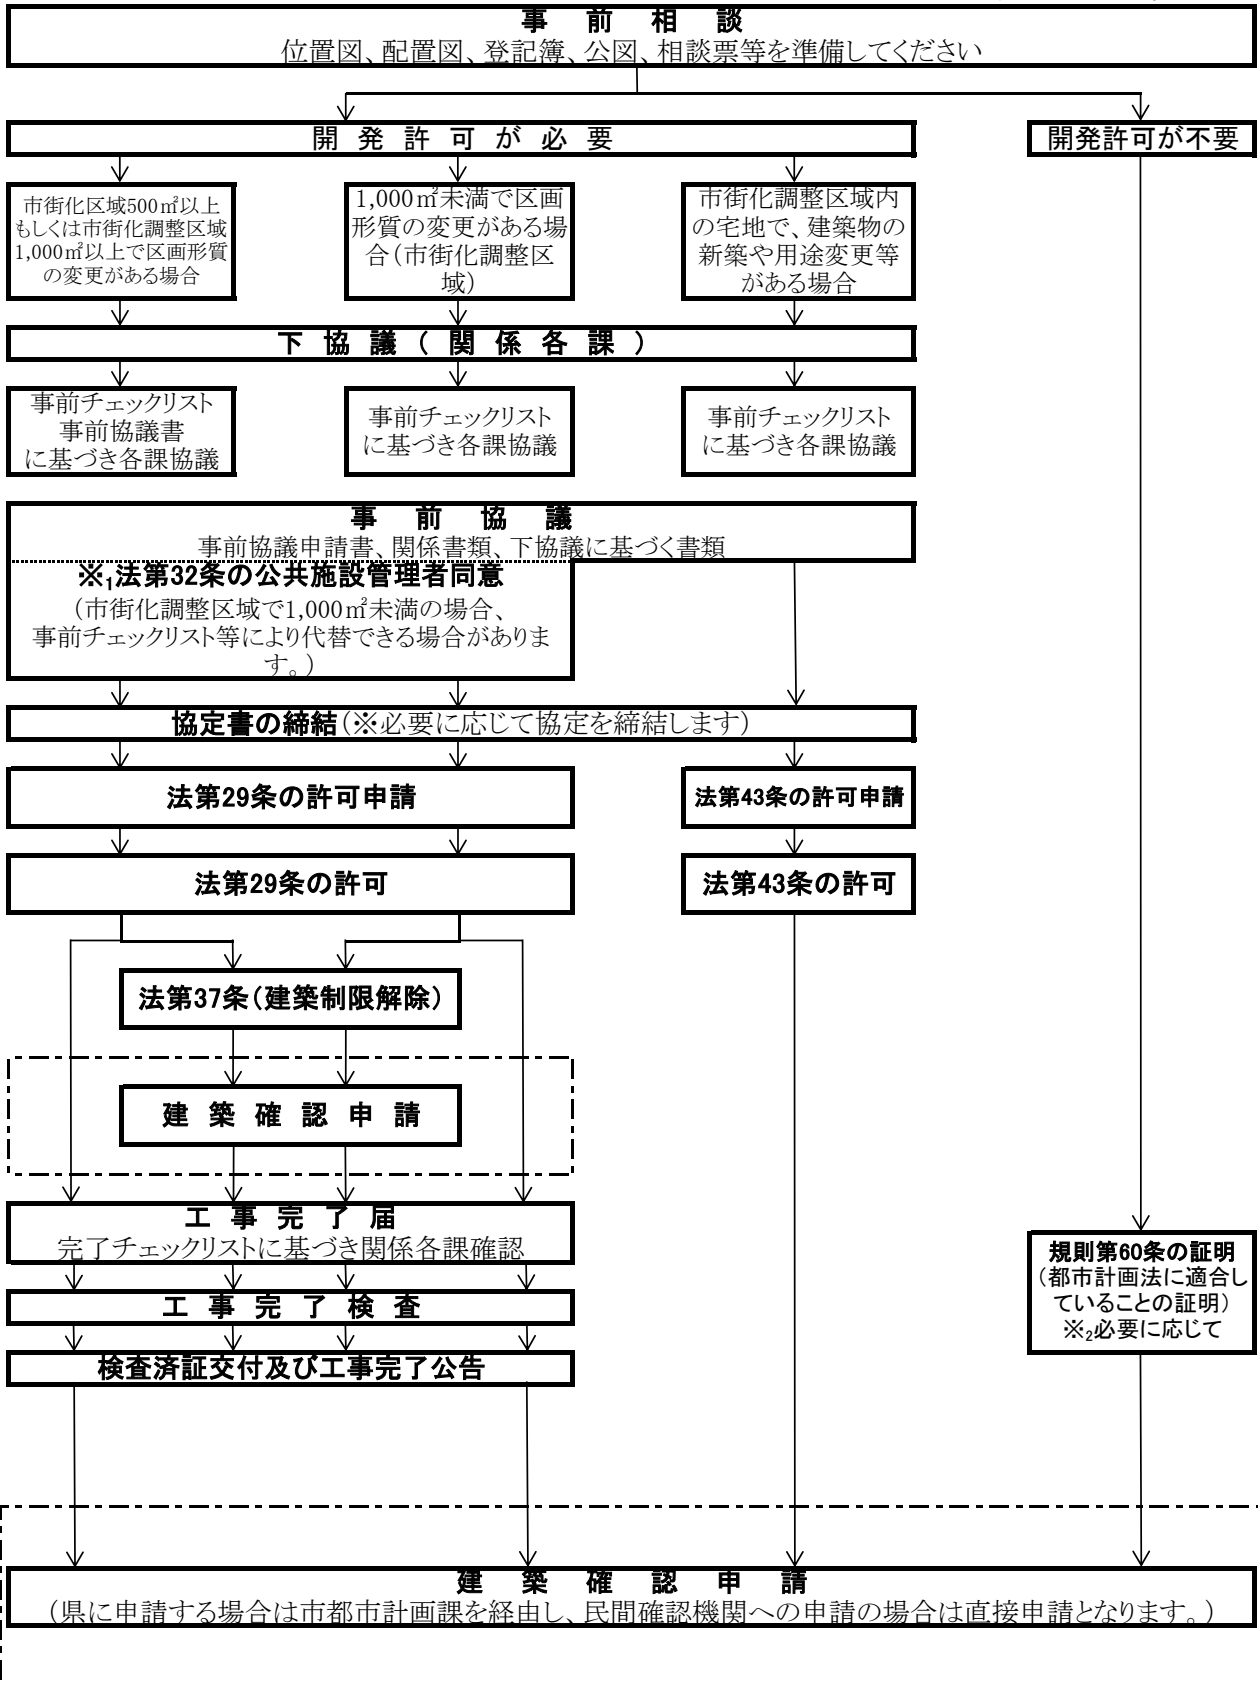 事前相談
位置図、配置図、登記簿、公図、相談票等を準備してください
開発許可が必要
開発許可が不要
市街化区域500㎡以上
もしくは市街化調整区域
1,000㎡以上で区画形質
の変更がある場合
1,000㎡未満で区画
形質の変更がある場
合（市街化調整区
域）
市街化調整区域内
の宅地で、建築物の
新築や用途変更等
がある場合
下協議（関係各課）
事前チェックリスト
事前協議書
に基づき各課協議
事前チェックリスト
に基づき各課協議
事前チェックリスト
に基づき各課協議
事前協議
事前協議申請書、関係書類、下協議に基づく書類
※1法第32条の公共施設管理者同意
（市街化調整区域で1,000㎡未満の場合、
事前チェックリスト等により代替できる場合がありま
す。）
協定書の締結（※必要に応じて協定を締結します）
法第29条の許可申請
法第43条の許可申請
法第29条の許可
法第43条の許可
法第37条（建築制限解除）
建築確認申請
工事完了届
完了チェックリストに基づき関係各課確認
工事完了検査
検査済証交付及び工事完了公告
規則第60条の証明
（都市計画法に適合し
ていることの証明）
※2必要に応じて
建築確認申請
（県に申請する場合は市都市計画課を経由し、民間確認機関への申請の場合は直接申請となります。）